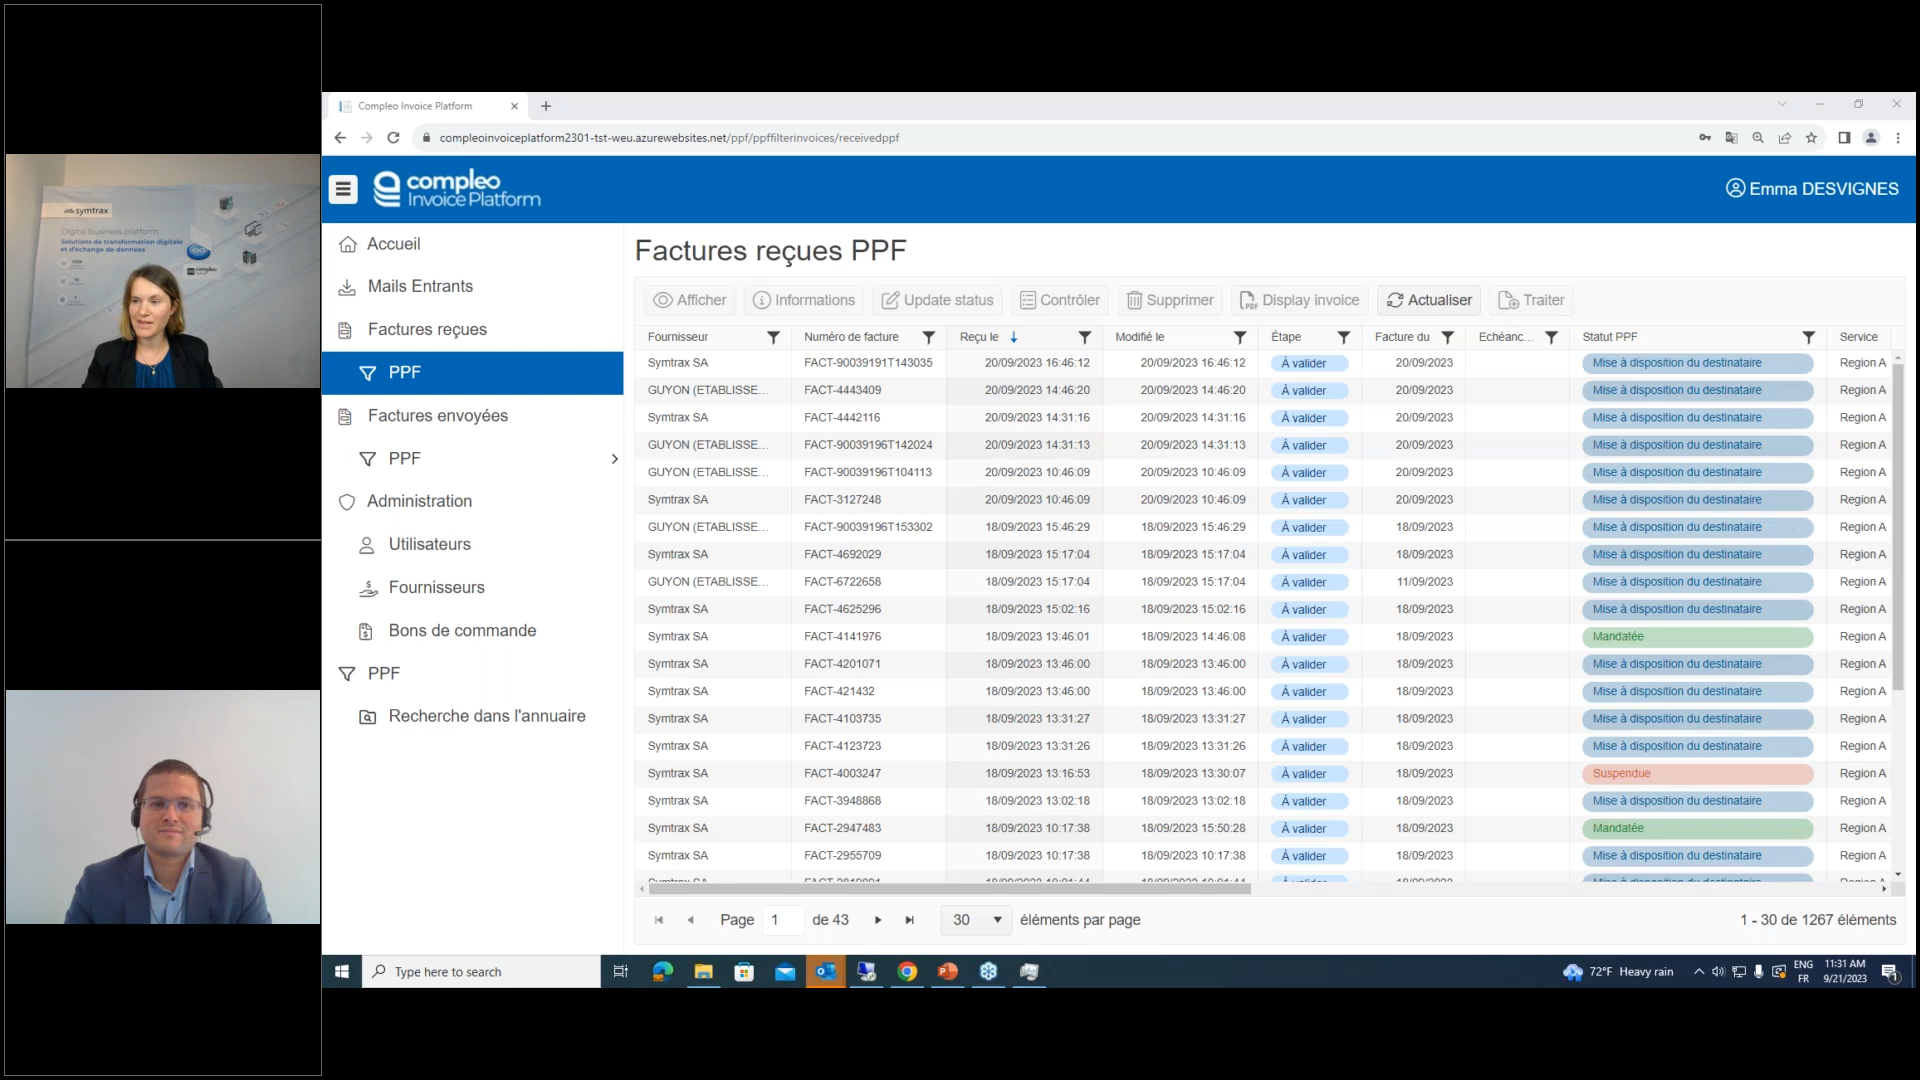 symtrax
Digital business platform
Solutions de transformation digitale
et d'échange de données
compleo
Compleo Invoice Platform
compleoinvoiceplatform2301-tst-weu.azurewebsites.net/ppf/ppffilterinvoices/receivedppf
compleo
Invoice Platform
Emma DESVIGNES
Accueil
Mails Entrants
Factures reçues
PPF
Factures envoyées
PPF
Administration
Utilisateurs
Fournisseurs
Bons de commande
PPF
Recherche dans l'annuaire
Factures reçues PPF
Afficher Informations Update status Contrôler Supprimer Display invoice Actualiser Traiter
Fournisseur Numéro de facture Reçu le Modifié le Étape Facture du Echéanc... Statut PPF Service
Symtrax SA FACT-90039191T143035 20/09/2023 16:46:12 20/09/2023 16:46:12 À valider 20/09/2023 Mise à disposition du destinataire Region A
GUYON (ETABLISSE... FACT-4443409 20/09/2023 14:46:20 20/09/2023 14:46:20 À valider 20/09/2023 Mise à disposition du destinataire Region A
Symtrax SA FACT-4442116 20/09/2023 14:31:16 20/09/2023 14:31:16 À valider 20/09/2023 Mise à disposition du destinataire Region A
GUYON (ETABLISSE... FACT-90039196T142024 20/09/2023 14:31:13 20/09/2023 14:31:13 À valider 20/09/2023 Mise à disposition du destinataire Region A
GUYON (ETABLISSE... FACT-90039196T104113 20/09/2023 10:46:09 20/09/2023 10:46:09 À valider 20/09/2023 Mise à disposition du destinataire Region A
Symtrax SA FACT-3127248 20/09/2023 10:46:09 20/09/2023 10:46:09 À valider 20/09/2023 Mise à disposition du destinataire Region A
GUYON (ETABLISSE... FACT-90039196T153302 18/09/2023 15:46:29 18/09/2023 15:46:29 À valider 18/09/2023 Mise à disposition du destinataire Region A
Symtrax SA FACT-4692029 18/09/2023 15:17:04 18/09/2023 15:17:04 À valider 18/09/2023 Mise à disposition du destinataire Region A
GUYON (ETABLISSE... FACT-6722658 18/09/2023 15:17:04 18/09/2023 15:17:04 À valider 11/09/2023 Mise à disposition du destinataire Region A
Symtrax SA FACT-4625296 18/09/2023 15:02:16 18/09/2023 15:02:16 À valider 18/09/2023 Mise à disposition du destinataire Region A
Symtrax SA FACT-4141976 18/09/2023 13:46:01 18/09/2023 14:46:08 À valider 18/09/2023 Mandatée Region A
Symtrax SA FACT-4201071 18/09/2023 13:46:00 18/09/2023 13:46:00 À valider 18/09/2023 Mise à disposition du destinataire Region A
Symtrax SA FACT-421432 18/09/2023 13:46:00 18/09/2023 13:46:00 À valider 18/09/2023 Mise à disposition du destinataire Region A
Symtrax SA FACT-4103735 18/09/2023 13:31:27 18/09/2023 13:31:27 À valider 18/09/2023 Mise à disposition du destinataire Region A
Symtrax SA FACT-4123723 18/09/2023 13:31:26 18/09/2023 13:31:26 À valider 18/09/2023 Mise à disposition du destinataire Region A
Symtrax SA FACT-4003247 18/09/2023 13:16:53 18/09/2023 13:30:07 À valider 18/09/2023 Suspendue Region A
Symtrax SA FACT-3948868 18/09/2023 13:02:18 18/09/2023 13:02:18 À valider 18/09/2023 Mise à disposition du destinataire Region A
Symtrax SA FACT-2947483 18/09/2023 10:17:38 18/09/2023 15:50:28 À valider 18/09/2023 Mandatée Region A
Symtrax SA FACT-2955709 18/09/2023 10:17:38 18/09/2023 10:17:38 À valider 18/09/2023 Mise à disposition du destinataire Region A
Page 1 de 43 30 éléments par page 1 - 30 de 1267 éléments
Type here to search
72°F Heavy rain
ENG
FR
11:31 AM
9/21/2023
1